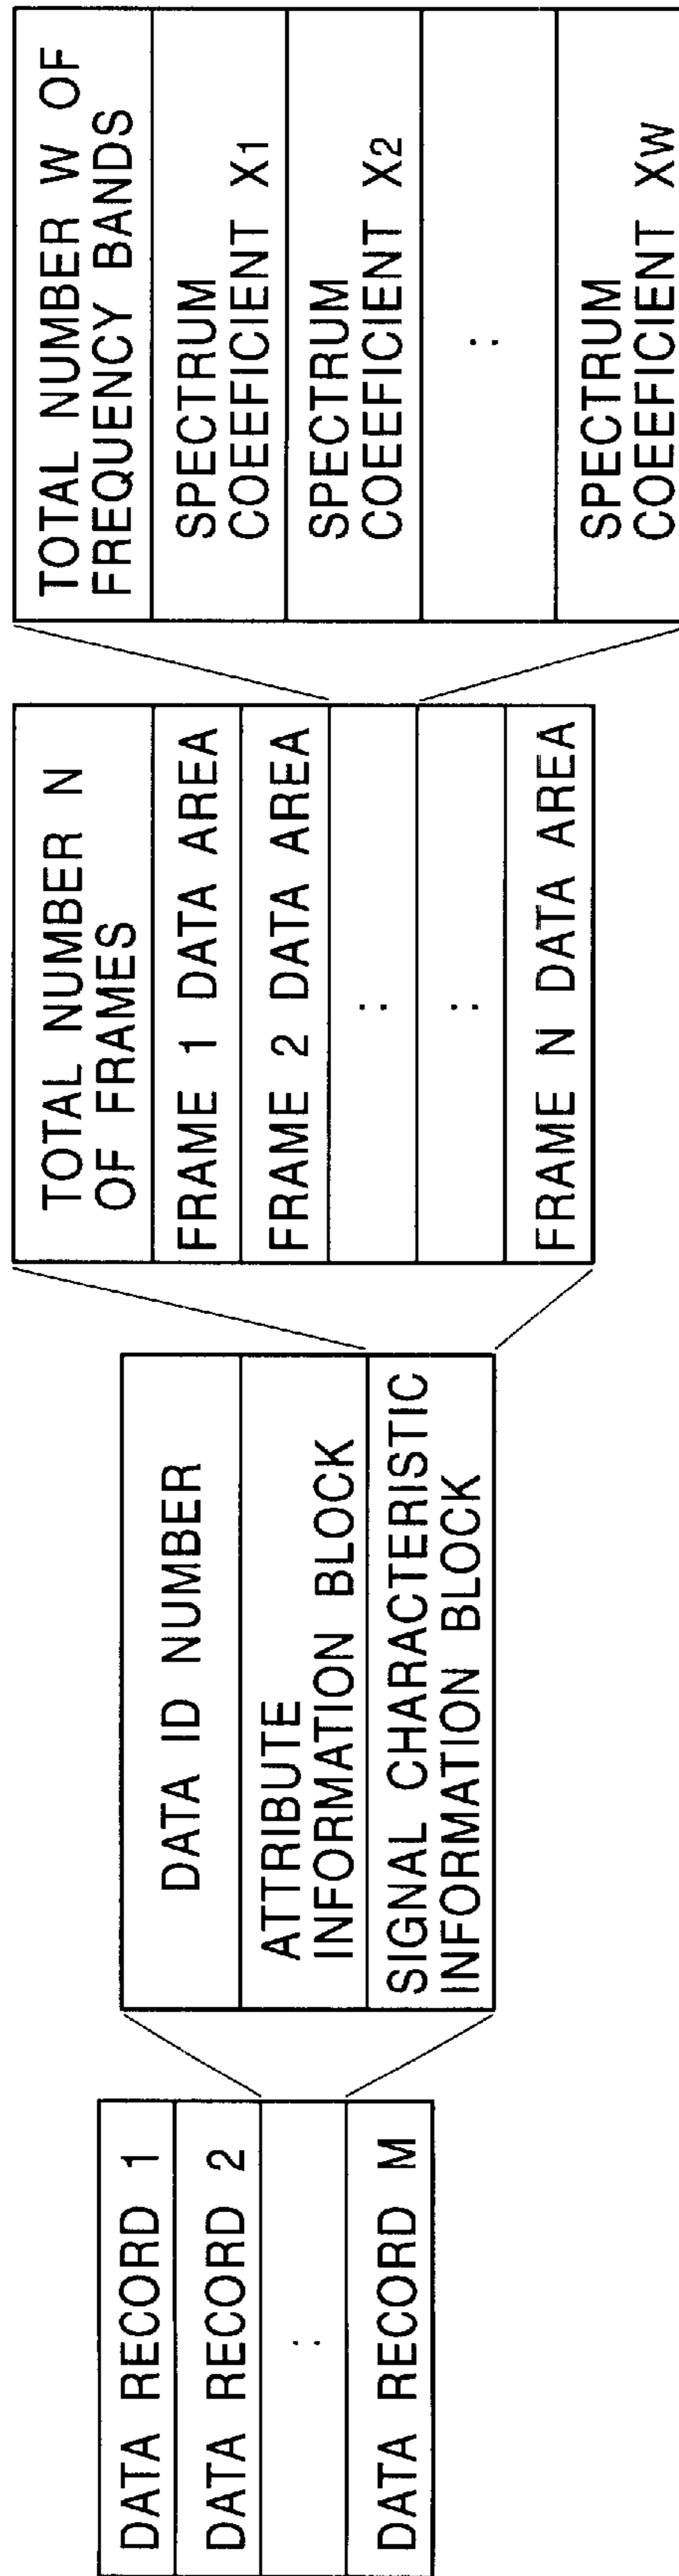 DATA RECORD 1
DATA RECORD 2
:
DATA RECORD M
DATA ID NUMBER
ATTRIBUTE
INFORMATION BLOCK
SIGNAL CHARACTERISTIC
INFORMATION BLOCK
TOTAL NUMBER N
OF FRAMES
FRAME 1 DATA AREA
FRAME 2 DATA AREA
:
:
FRAME N DATA AREA
TOTAL NUMBER W OF
FREQUENCY BANDS
SPECTRUM
COEEFICIENT X1
SPECTRUM
COEEFICIENT X2
:
SPECTRUM
COEEFICIENT XW